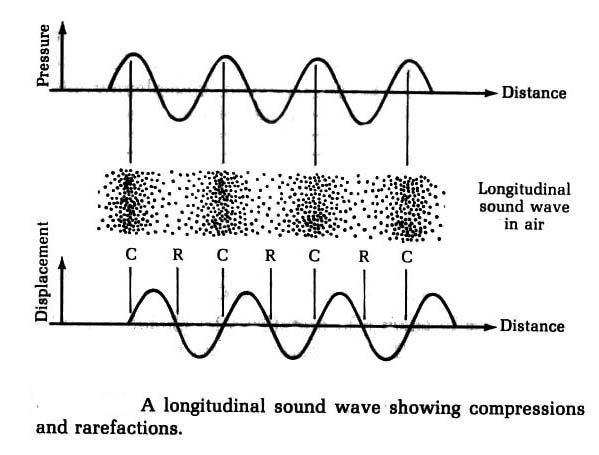 Pressure
Distance
Longitudinal
sound wave
in air
C R C R C R C
Displacement
Distance
A longitudinal sound wave showing compressions
and rarefactions.